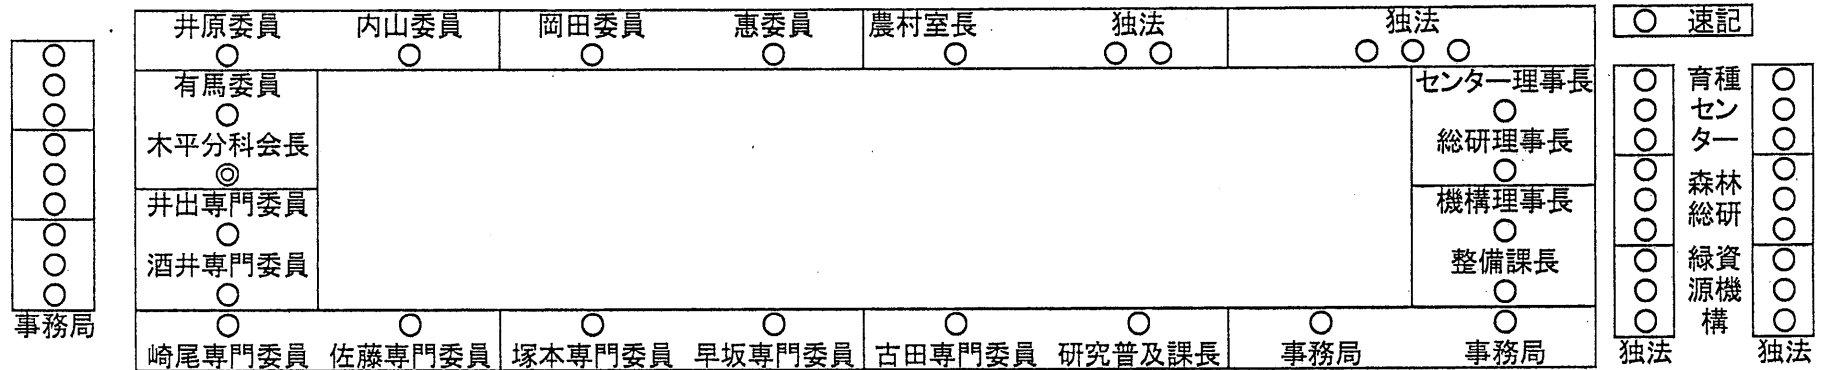 井原委員 内山委員 岡田委員 惠委員 農村室長 独法 独法
○ ○ ○ ○ ○ ○ ○ ○ ○ ○
○ 速記
有馬委員
○
木平分科会長
◎
井出専門委員
○
酒井専門委員
○
センター理事長
○
総研理事長
○
機構理事長
○
整備課長
○
○ ○ ○ ○ ○ ○ ○ ○
崎尾専門委員 佐藤専門委員 塚本専門委員 早坂専門委員 古田専門委員 研究普及課長 事務局 事務局
○
○
○
○
○
○
○
○
○
事務局
○ 育種 ○
○ セン ○
○ ター ○
○ 森林 ○
○ 総研 ○
○ ○
○ 緑資 ○
○ 源機 ○
○ 構 ○
独法 独法